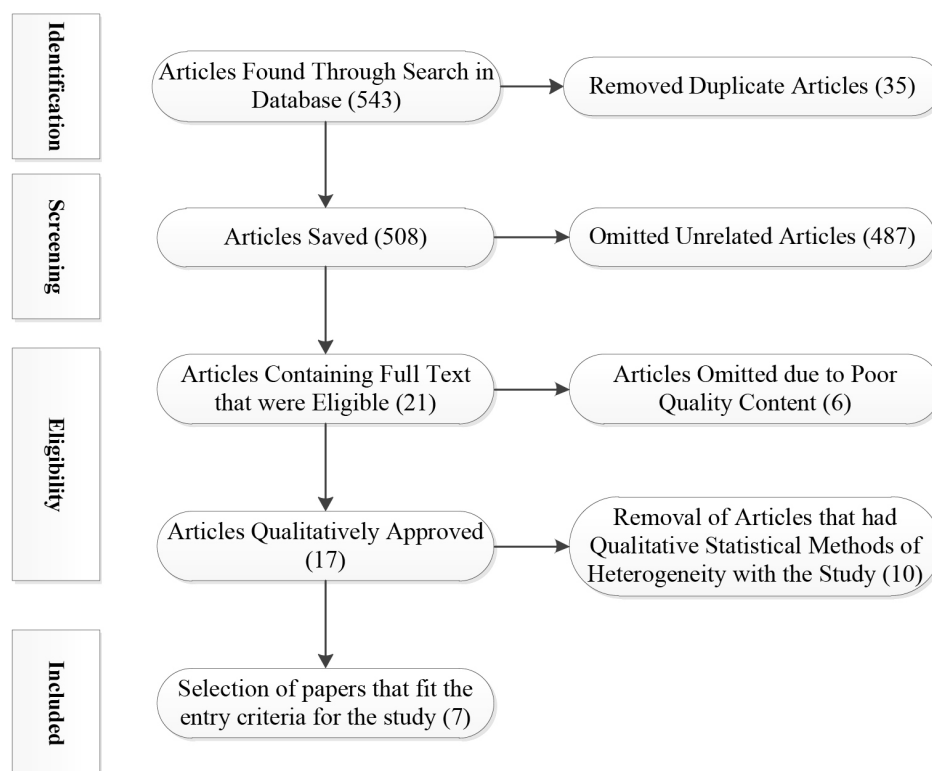 Identification
Articles Found Through Search in
Database (543)
Removed Duplicate Articles (35)
Screening
Articles Saved (508)
Omitted Unrelated Articles (487)
Eligibility
Articles Containing Full Text
that were Eligible (21)
Articles Omitted due to Poor
Quality Content (6)
Articles Qualitatively Approved
(17)
Removal of Articles that had
Qualitative Statistical Methods of
Heterogeneity with the Study (10)
Included
Selection of papers that fit the
entry criteria for the study (7)